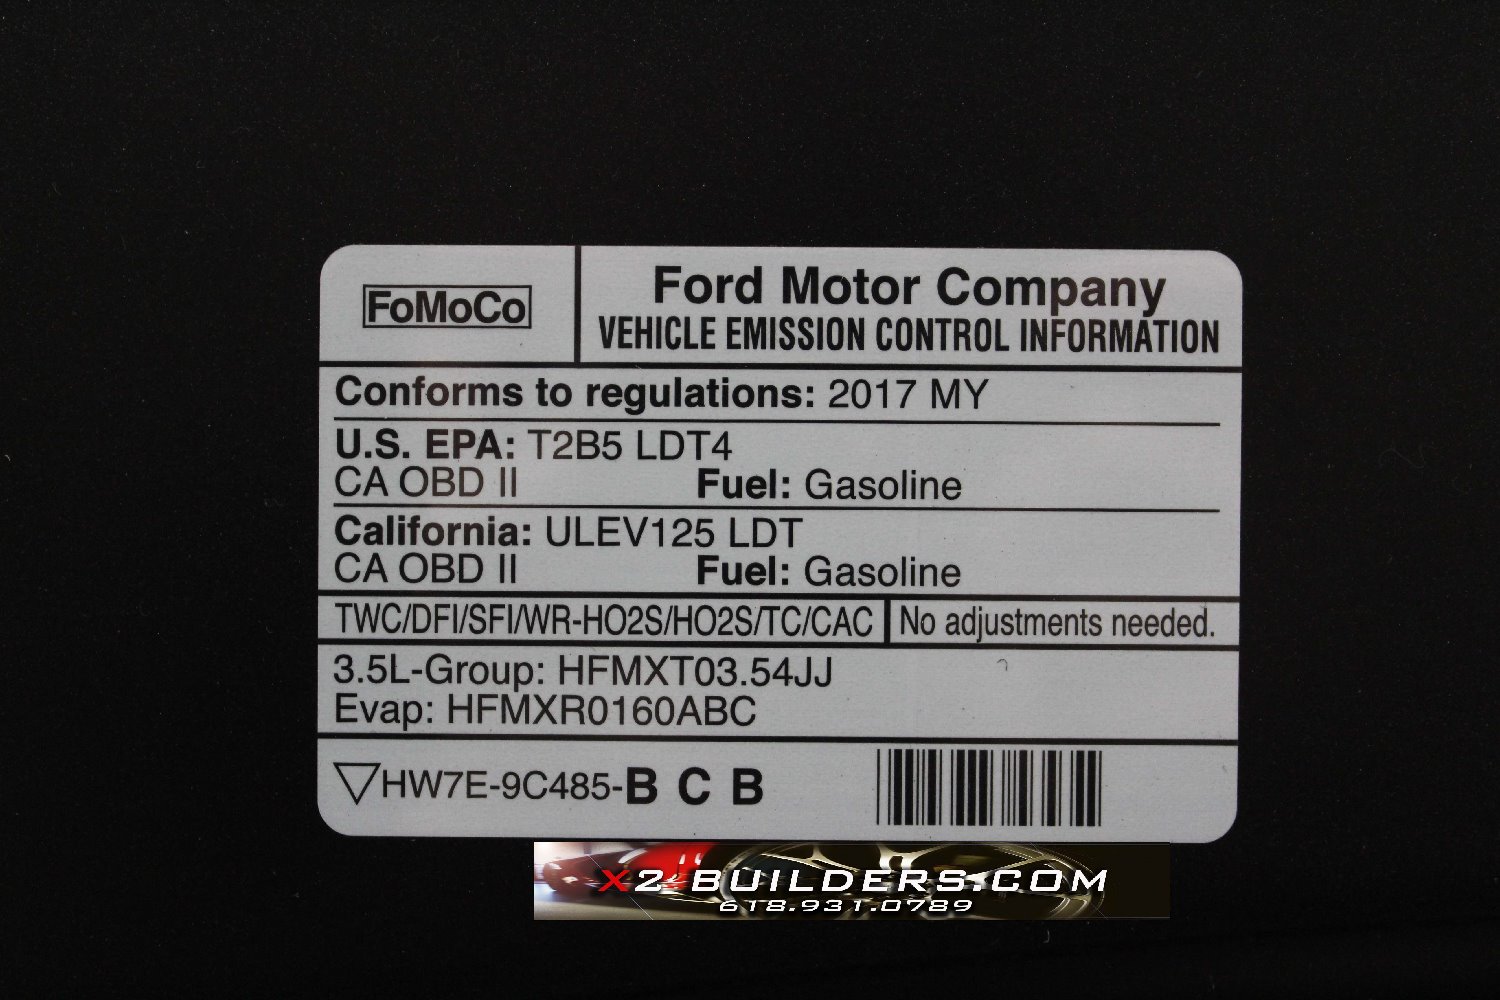 FoMoCo
Ford Motor Company
VEHICLE EMISSION CONTROL INFORMATION
Conforms to regulations: 2017 MY
U.S. EPA: T2B5 LDT4
CA OBD II Fuel: Gasoline
California: ULEV125 LDT
CA OBD II Fuel: Gasoline
TWC/DFI/SFI/WR-HO2S/HO2S/TC/CAC No adjustments needed.
3.5L-Group: HFMXT03.54JJ
Evap: HFMXR0160ABC
HW7E-9C485-B C B
X2-BUILDERS.COM
618.931.0789